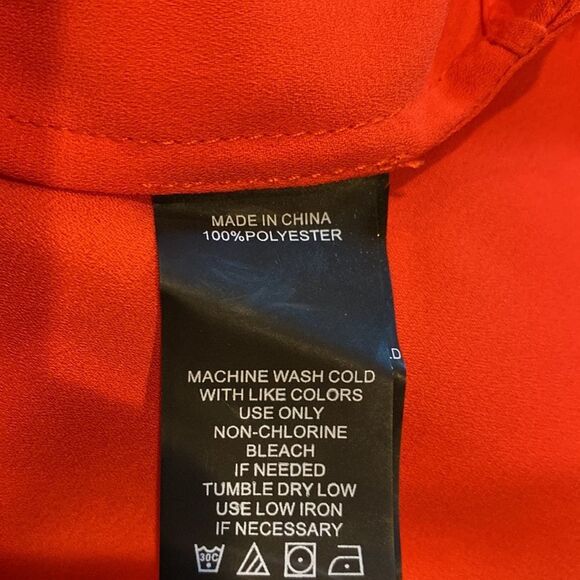 MADE IN CHINA
100%POLYESTER
.D
MACHINE WASH COLD
WITH LIKE COLORS
USE ONLY
NON-CHLORINE
BLEACH
IF NEEDED
TUMBLE DRY LOW
USE LOW IRON
IF NECESSARY
30C